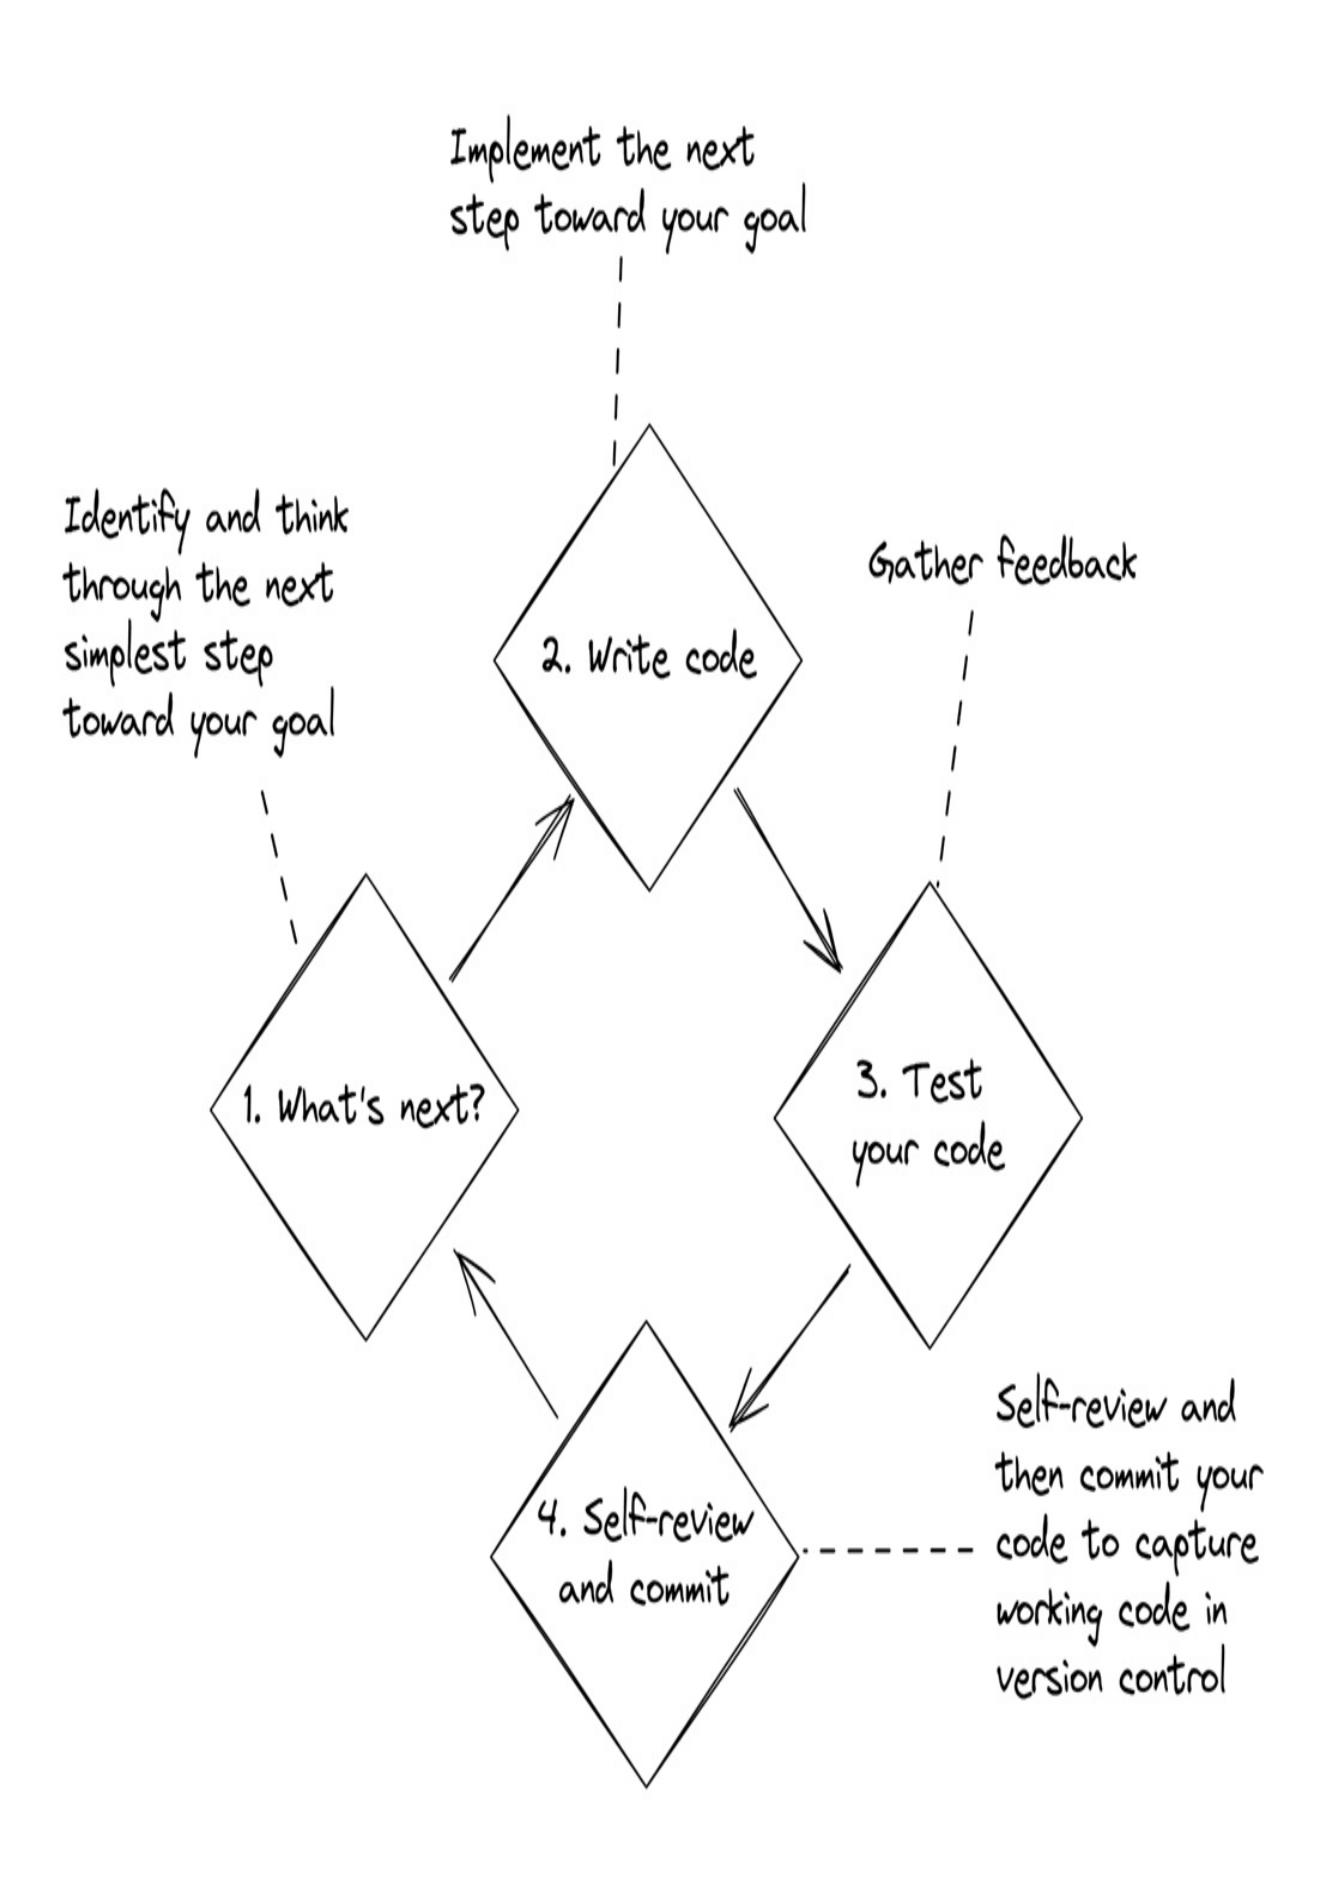 Implement the next
step toward your goal
Identify and think
through the next
simplest step
toward your goal
Gather feedback
2. Write code
1. What's next?
3. Test
your code
4. Self-review
and commit
Self-review and
then commit your
code to capture
working code in
version control